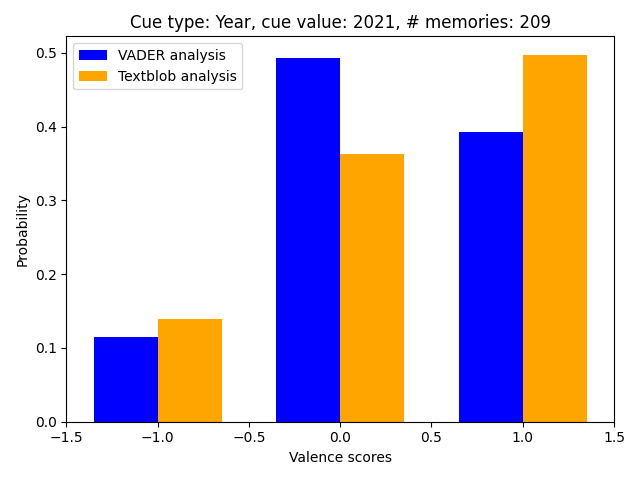 Cue type: Year, cue value: 2021, # memories: 209
VADER analysis
Textblob analysis
Probability
0.5
0.4
0.3
0.2
0.1
0.0
−1.5 −1.0 −0.5 0.0 0.5 1.0 1.5
Valence scores